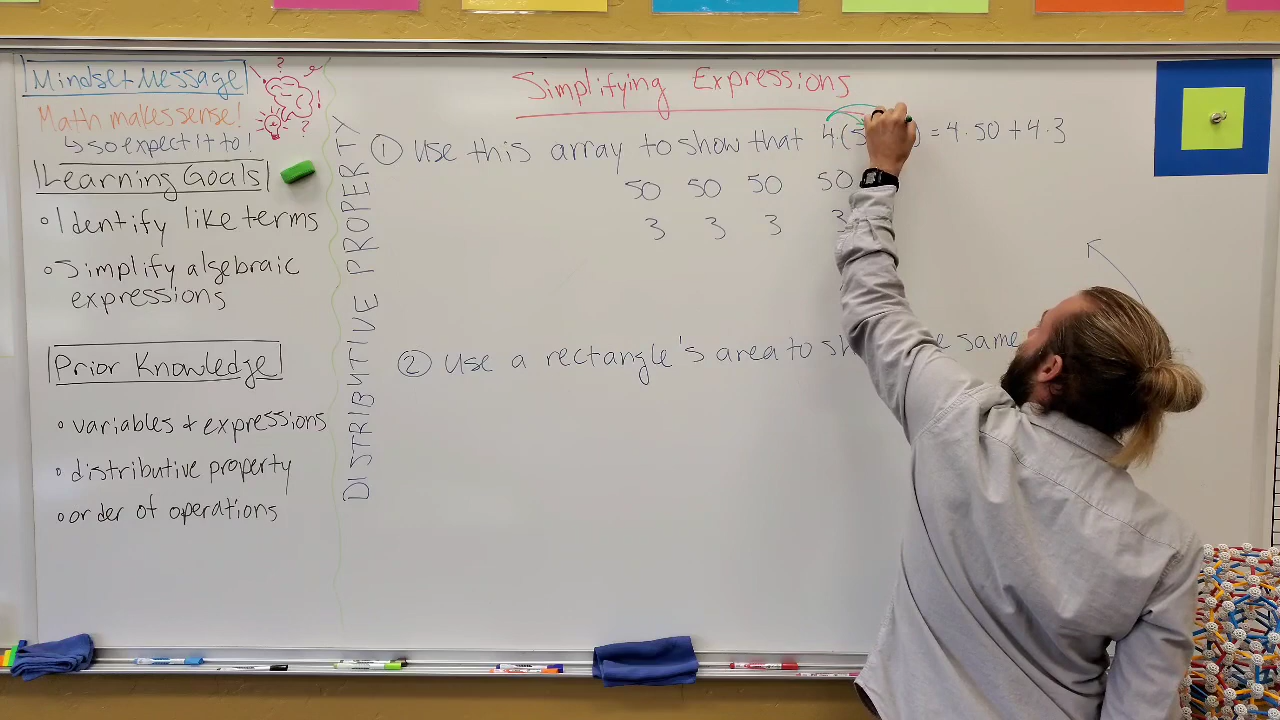 Mindset Message
Math makes sense!
↳ so expect it to!
Learning Goals
• Identify like terms
• Simplify algebraic
expressions
Prior Knowledge
• variables + expressions
• distributive property
• order of operations
DISTRIBUTIVE PROPERTY
Simplifying Expressions
① Use this array to show that 4·( ) = 4·50 + 4·3
50 50 50 50
3 3 3 3
② Use a rectangle's area to same